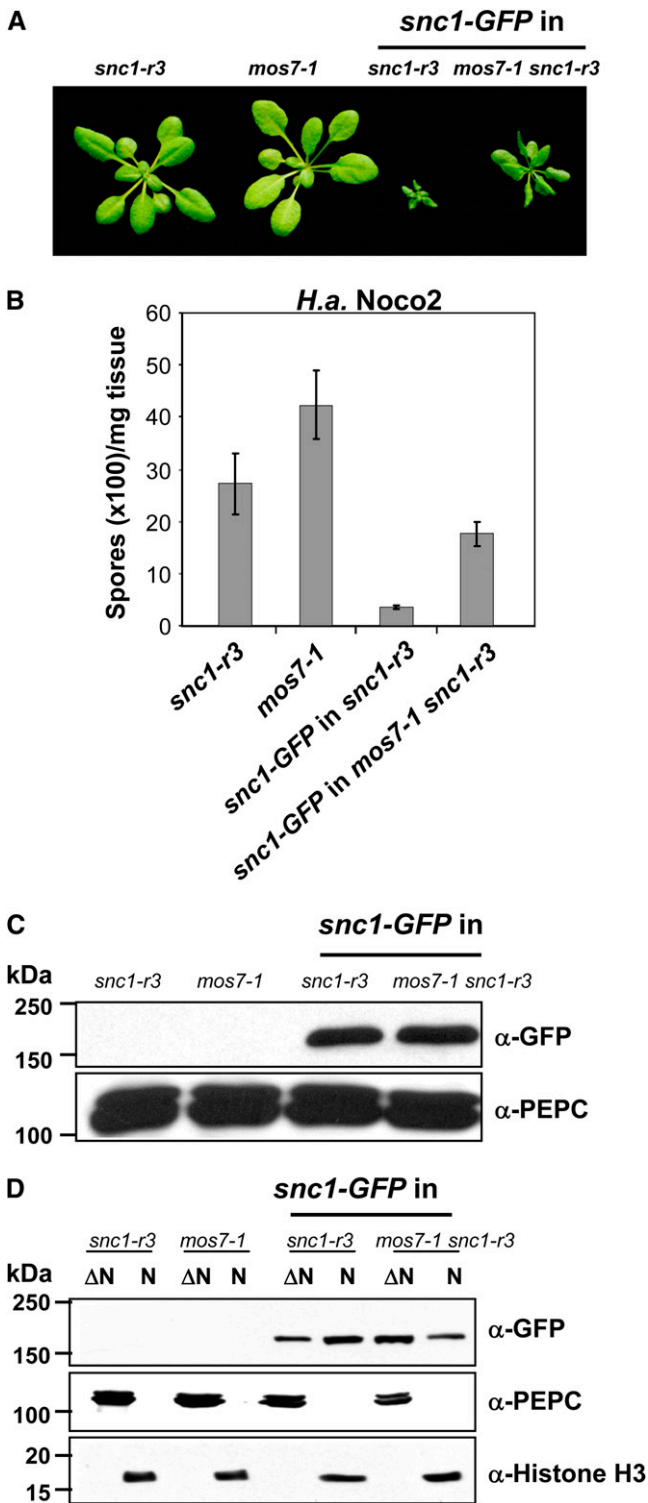 A
snc1-GFP in
snc1-r3 mos7-1 snc1-r3 mos7-1 snc1-r3
B
H.a. Noco2
Spores (x100)/mg tissue
60
50
40
30
20
10
0
snc1-r3
mos7-1
snc1-GFP in snc1-r3
snc1-GFP in mos7-1 snc1-r3
C
snc1-GFP in
kDa
snc1-r3 mos7-1 snc1-r3 mos7-1 snc1-r3
250
150
α-GFP
100
α-PEPC
D
snc1-GFP in
snc1-r3 mos7-1 snc1-r3 mos7-1 snc1-r3
kDa
ΔN N ΔN N ΔN N ΔN N
250
150
α-GFP
100
α-PEPC
20
15
α-Histone H3